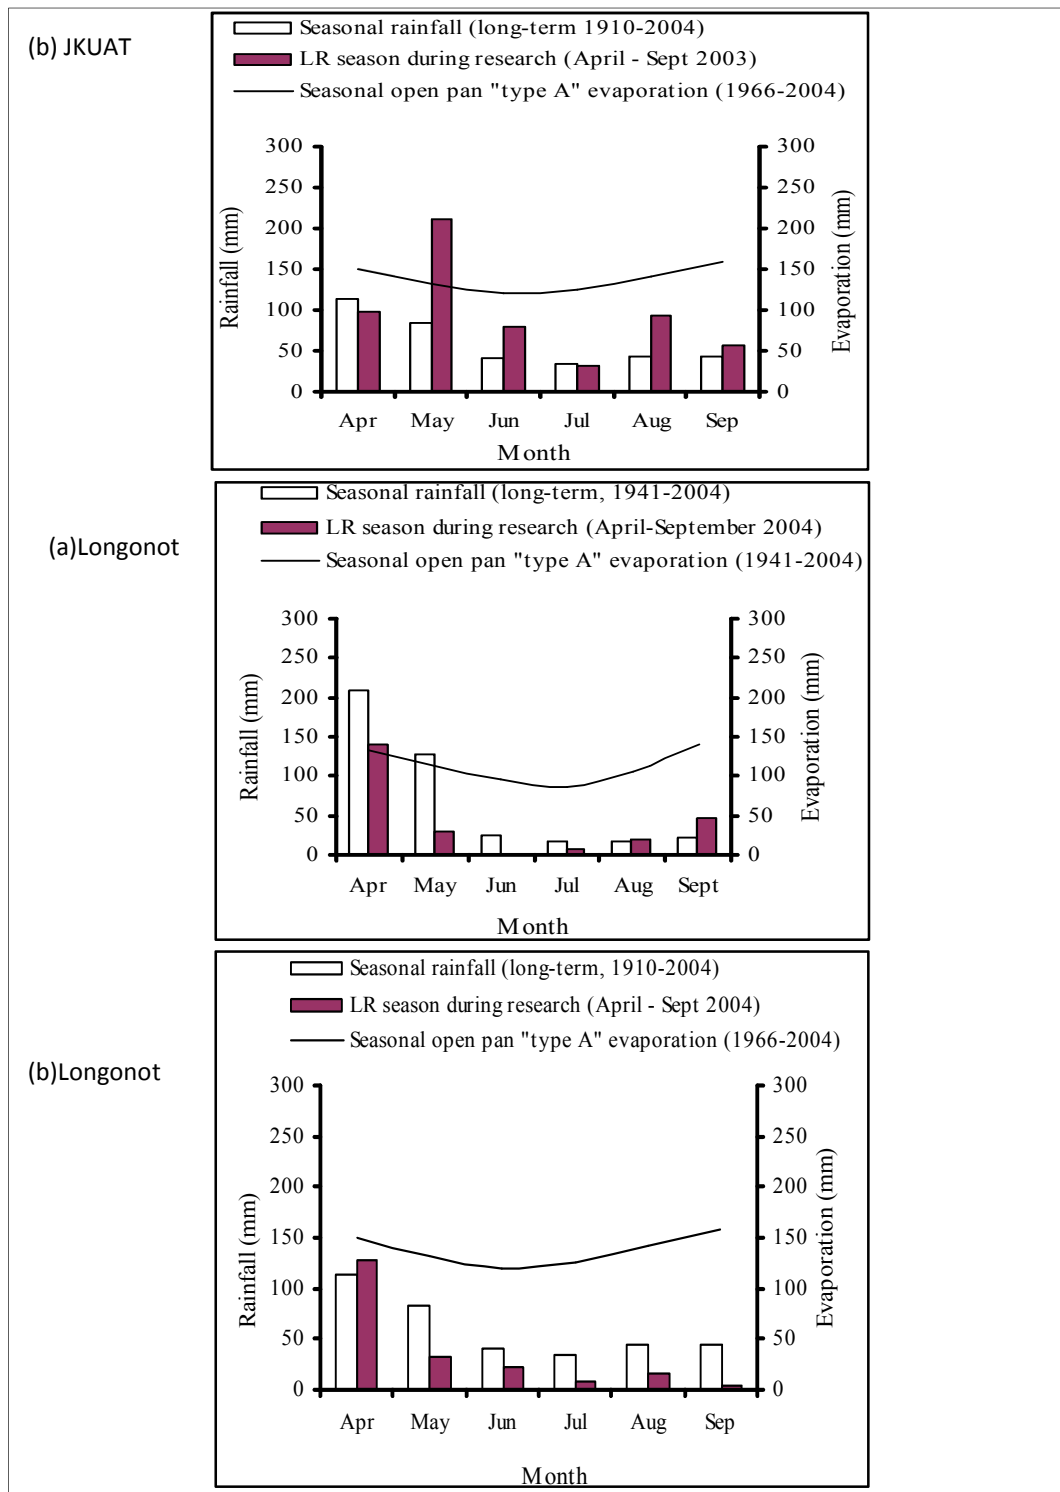 (b) JKUAT
Seasonal rainfall (long-term 1910-2004)
LR season during research (April - Sept 2003)
Seasonal open pan "type A" evaporation (1966-2004)
300 300
250 250
200 200
150 150
100 100
50 50
0 0
Rainfall (mm)
Evaporation (mm)
Apr May Jun Jul Aug Sep
Month
(a)Longonot
Seasonal rainfall (long-term, 1941-2004)
LR season during research (April-September 2004)
Seasonal open pan "type A" evaporation (1941-2004)
300 300
250 250
200 200
150 150
100 100
50 50
0 0
Rainfall (mm)
Evaporation (mm)
Apr May Jun Jul Aug Sept
Month
(b)Longonot
Seasonal rainfall (long-term, 1910-2004)
LR season during research (April - Sept 2004)
Seasonal open pan "type A" evaporation (1966-2004)
300 300
250 250
200 200
150 150
100 100
50 50
0 0
Rainfall (mm)
Evaporation (mm)
Apr May Jun Jul Aug Sep
Month